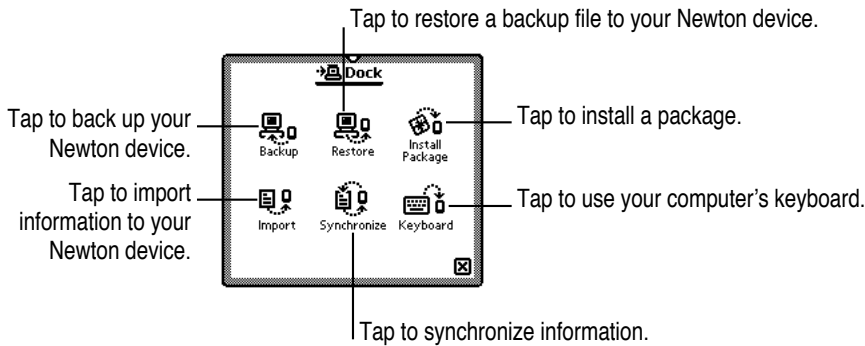 Tap to restore a backup file to your Newton device.
Dock
Tap to back up your
Newton device.
Backup
Restore
Install
Package
Tap to install a package.
Tap to import
information to your
Newton device.
Import
Synchronize
Keyboard
Tap to use your computer’s keyboard.
Tap to synchronize information.